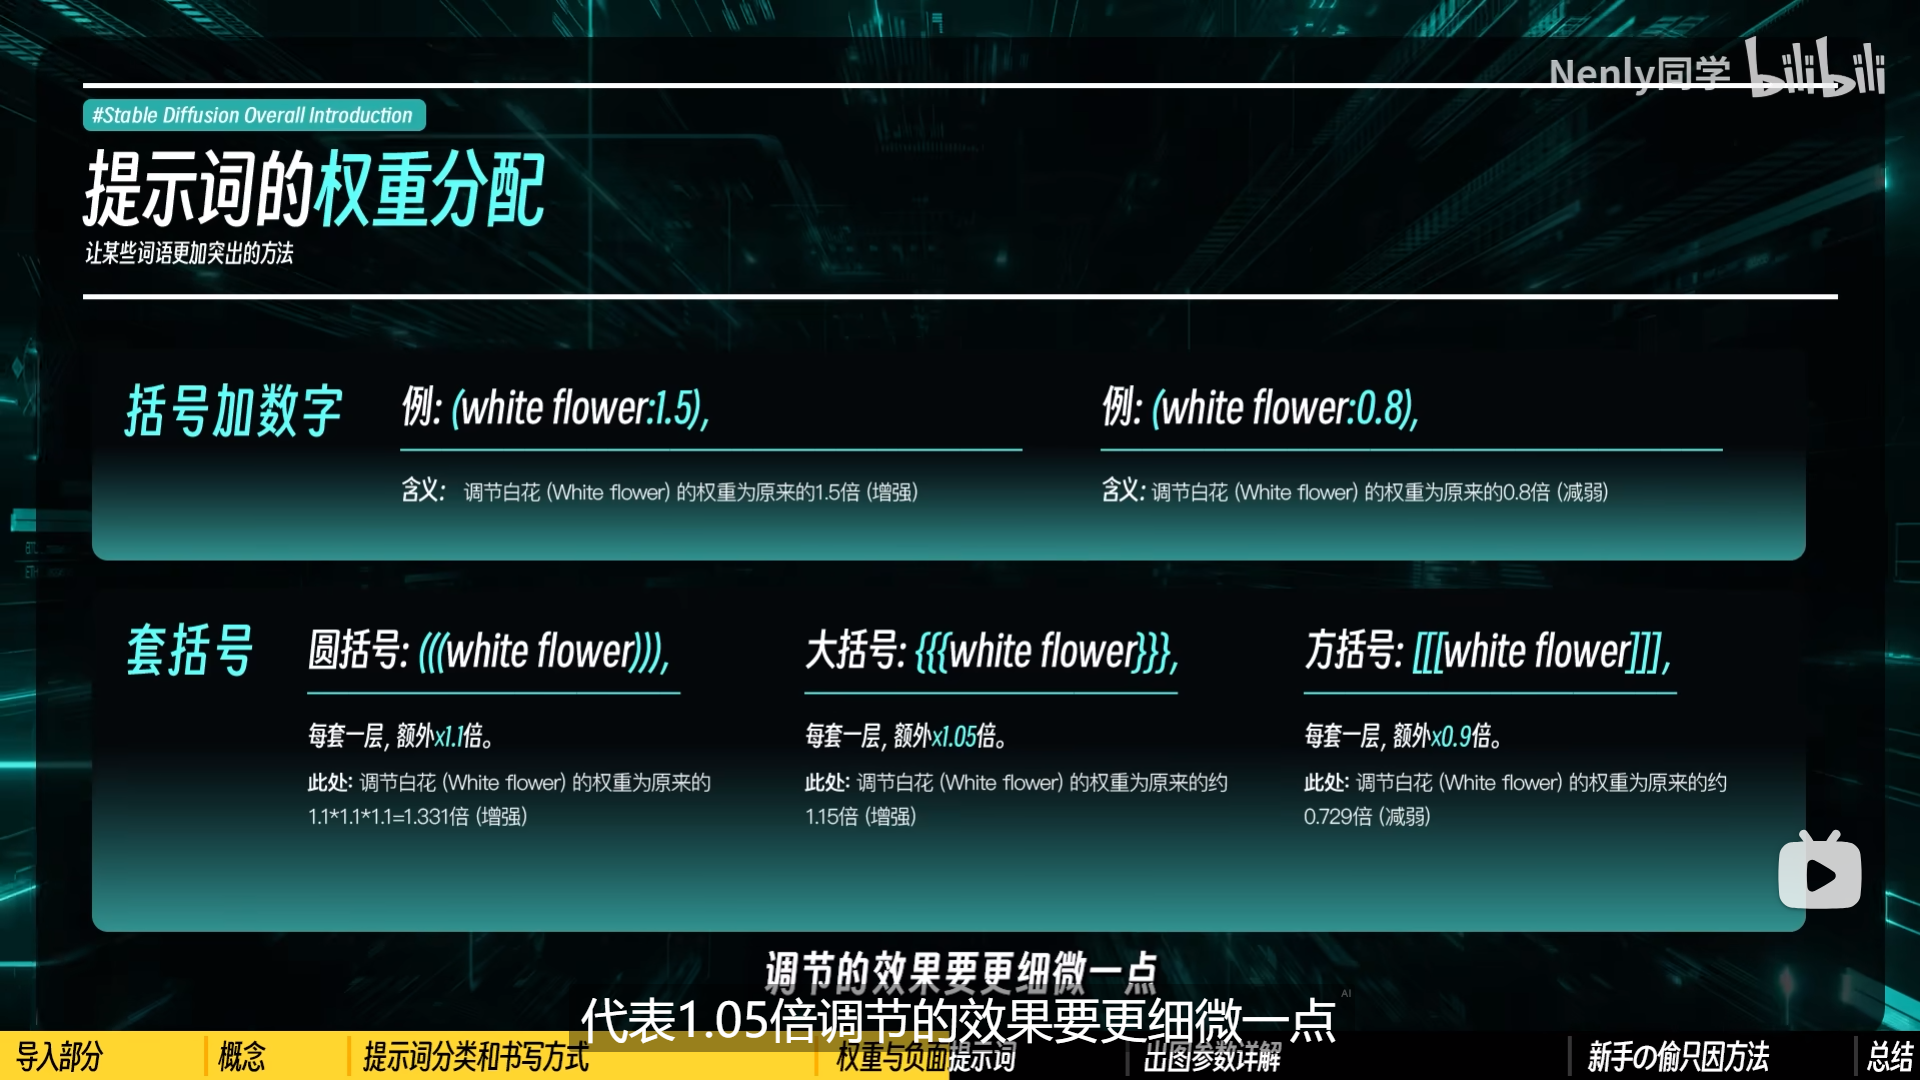 Nenly同学 bilibili
#Stable Diffusion Overall Introduction
提示词的权重分配
让某些词语更加突出的方法
括号加数字
例: (white flower:1.5),
含义: 调节白花 (White flower) 的权重为原来的1.5倍 (增强)
例: (white flower:0.8),
含义: 调节白花 (White flower) 的权重为原来的0.8倍 (减弱)
套括号
圆括号: (((white flower))),
每套一层, 额外x1.1倍。
此处: 调节白花 (White flower) 的权重为原来的
1.1*1.1*1.1=1.331倍 (增强)
大括号: {{{white flower}}},
每套一层, 额外x1.05倍。
此处: 调节白花 (White flower) 的权重为原来的约
1.15倍 (增强)
方括号: [[[white flower]]],
每套一层, 额外x0.9倍。
此处: 调节白花 (White flower) 的权重为原来的约
0.729倍 (减弱)
调节的效果要更细微一点
代表1.05倍调节的效果要更细微一点
AI
导入部分 概念 提示词分类和书写方式 权重与负面提示词 出图参数详解 新手の偷只因方法 总结